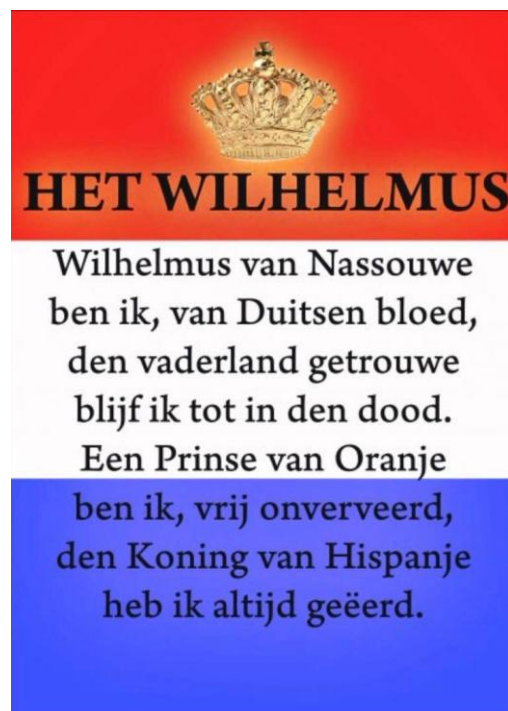 HET WILHELMUS
Wilhelmus van Nassouwe
ben ik, van Duitsen bloed,
den vaderland getrouwe
blijf ik tot in den dood.
Een Prinse van Oranje
ben ik, vrij onverveerd,
den Koning van Hispanje
heb ik altijd geëerd.